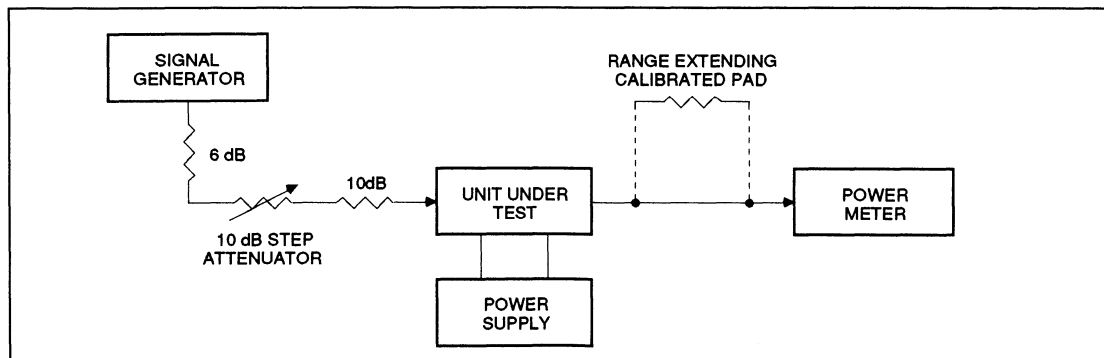 SIGNAL
GENERATOR
RANGE EXTENDING
CALIBRATED PAD
6 dB
10dB
UNIT UNDER
TEST
POWER
METER
10 dB STEP
ATTENUATOR
POWER
SUPPLY